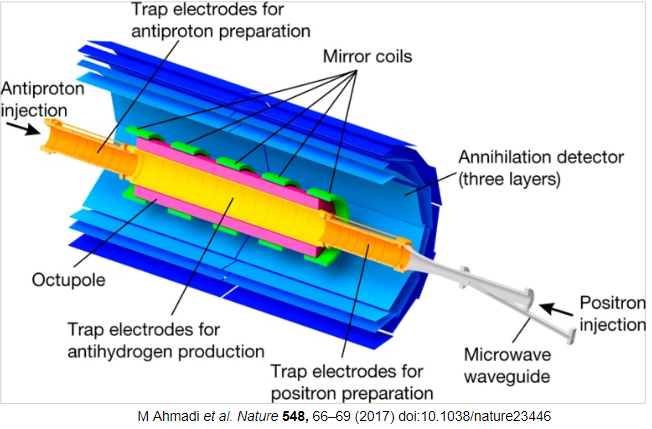 Trap electrodes for
antiproton preparation
Mirror coils
Antiproton
injection
Annihilation detector
(three layers)
Octupole
Positron
injection
Trap electrodes for
antihydrogen production
Microwave
waveguide
Trap electrodes for
positron preparation
M Ahmadi et al. Nature 548, 66–69 (2017) doi:10.1038/nature23446